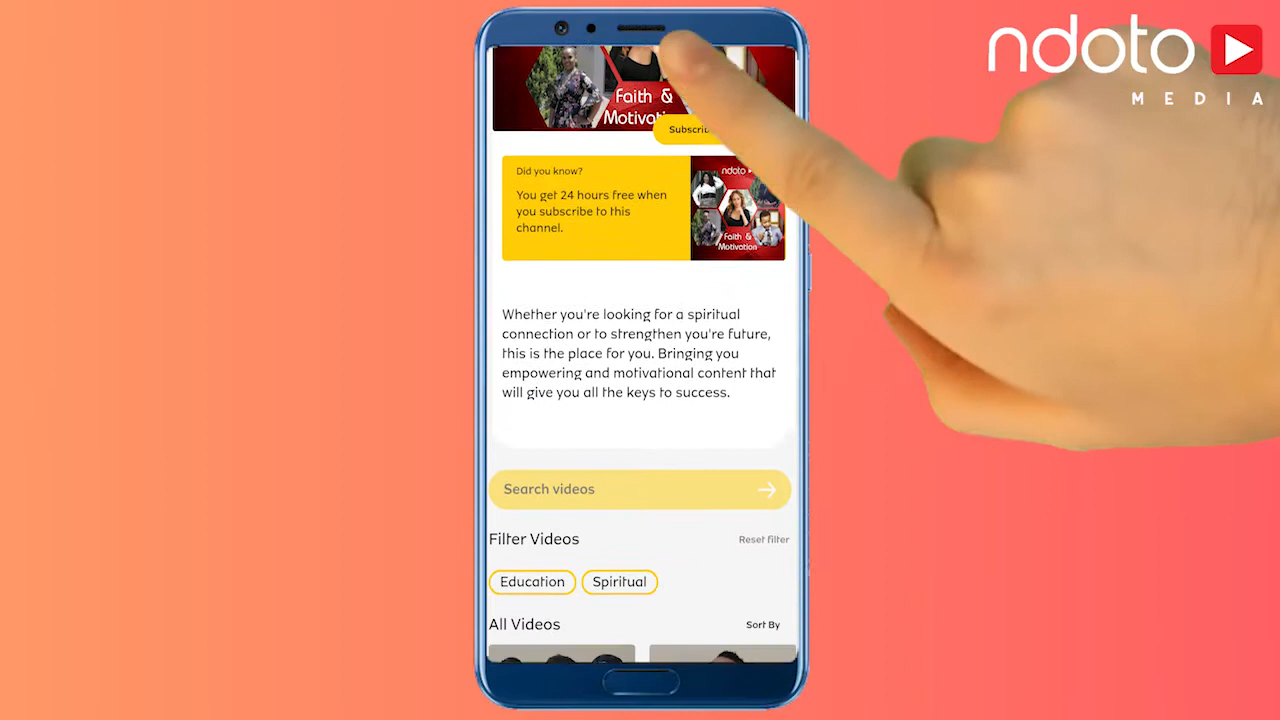 ndoto
MEDIA
Faith &
Did you know?
You get 24 hours free when
you subscribe to this
channel.
ndoto
Faith &
Motivation
Whether you're looking for a spiritual
connection or to strengthen you're future,
this is the place for you. Bringing you
empowering and motivational content that
will give you all the keys to success.
Search videos
Filter Videos
Reset filter
Education
Spiritual
All Videos
Sort By